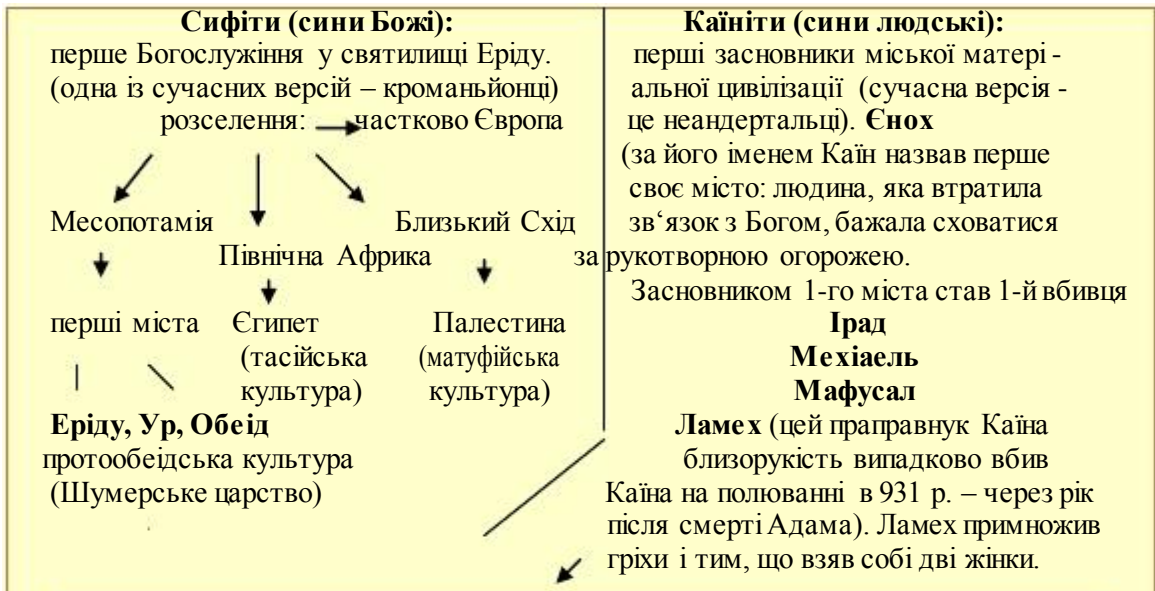 Сифіти (сини Божі):
перше Богослужіння у святилищі Еріду.
(одна із сучасних версій – кроманьйонці)
розселення: частково Європа
Месопотамія Близький Схід
Північна Африка
перші міста Єгипет Палестина
(тасійська (матуфійська
культура) культура)
Еріду, Ур, Обеід
протообеідська культура
(Шумерське царство)
Каїніти (сини людські):
перші засновники міської матері -
альної цивілізації (сучасна версія -
це неандертальці). Єнох
(за його іменем Каїн назвав перше
своє місто: людина, яка втратила
зв‘язок з Богом, бажала сховатися
за рукотворною огорожею.
Засновником 1-го міста став 1-й вбивця
Ірад
Мехіаель
Мафусал
Ламех (цей праправнук Каїна
близорукість випадково вбив
Каїна на полюванні в 931 р. – через рік
після смерті Адама). Ламех примножив
гріхи і тим, що взяв собі дві жінки.